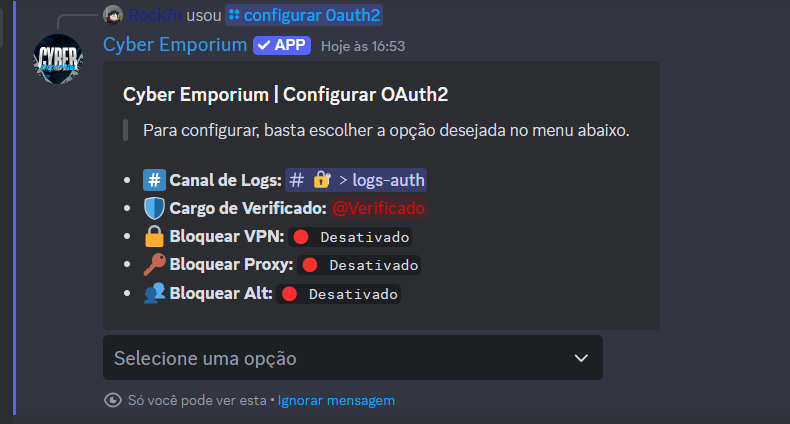 Rock7n usou configurar 0auth2
CYBER
Cyber Emporium APP Hoje às 16:53
Cyber Emporium | Configurar OAuth2
Para configurar, basta escolher a opção desejada no menu abaixo.
• # Canal de Logs: # > logs-auth
• Cargo de Verificado: @Verificado
• Bloquear VPN: Desativado
• Bloquear Proxy: Desativado
• Bloquear Alt: Desativado
Selecione uma opção
Só você pode ver esta • Ignorar mensagem